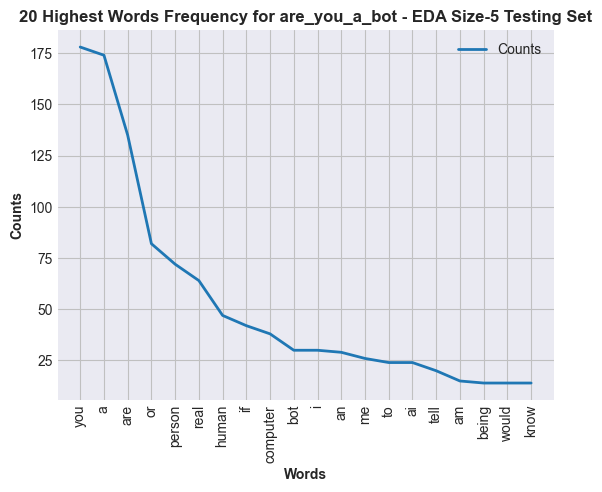 20 Highest Words Frequency for are_you_a_bot - EDA Size-5 Testing Set
Counts
175
150
125
100
75
50
25
Counts
you
a
are
or
person
real
human
if
computer
bot
i
an
me
to
ai
tell
am
being
would
know
Words